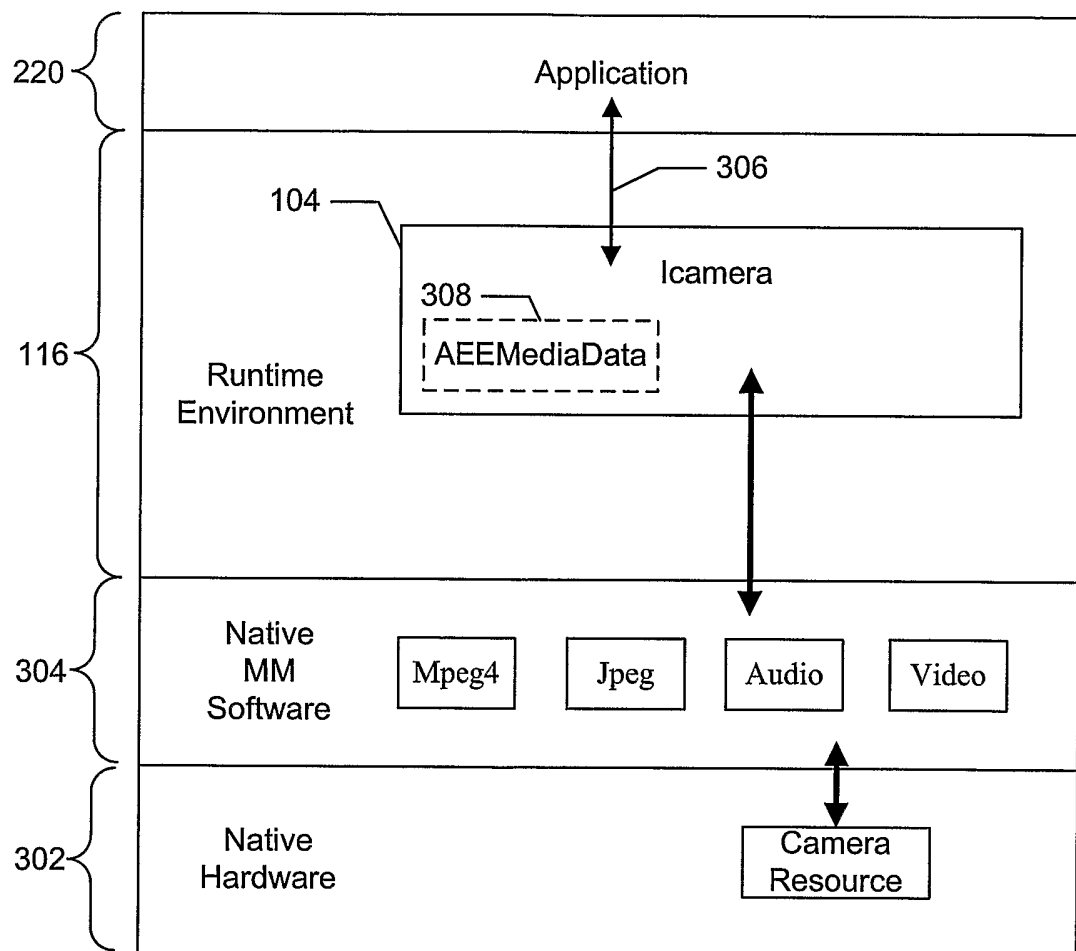 220
Application
306
104
Icamera
308
AEEMediaData
116
Runtime
Environment
304
Native
MM
Software
Mpeg4
Jpeg
Audio
Video
302
Native
Hardware
Camera
Resource